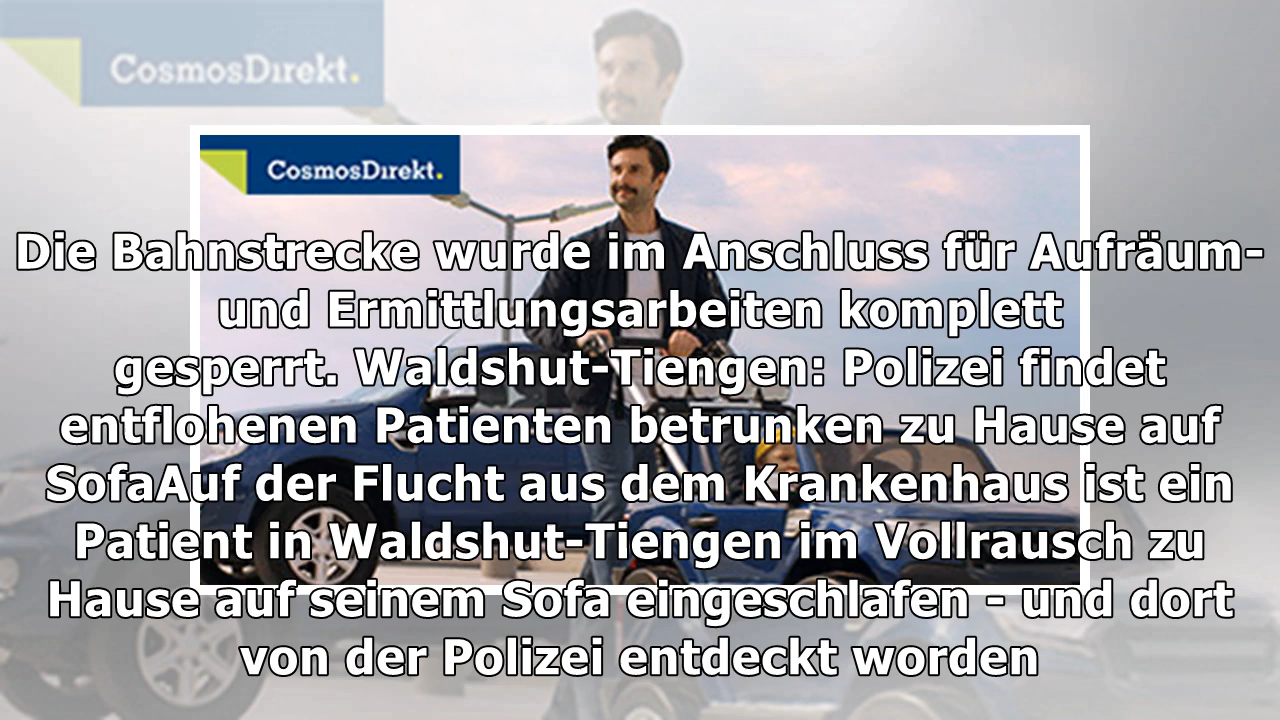 CosmosDirekt.
CosmosDirekt.
Die Bahnstrecke wurde im Anschluss für Aufräum-
und Ermittlungsarbeiten komplett
gesperrt. Waldshut-Tiengen: Polizei findet
entflohenen Patienten betrunken zu Hause auf
SofaAuf der Flucht aus dem Krankenhaus ist ein
Patient in Waldshut-Tiengen im Vollrausch zu
Hause auf seinem Sofa eingeschlafen - und dort
von der Polizei entdeckt worden